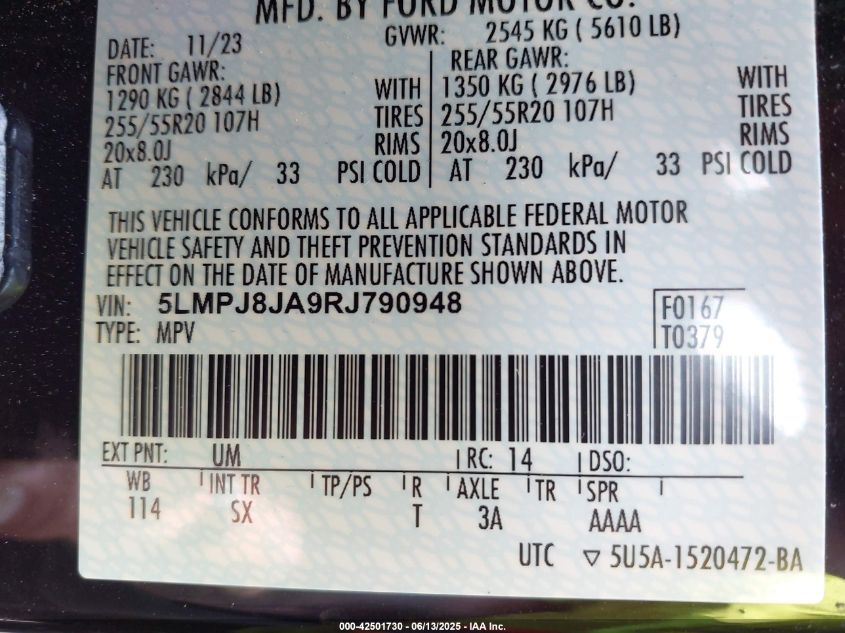 MFD. BY FORD MOTOR CO.
DATE: 11/23 GVWR: 2545 KG ( 5610 LB)
FRONT GAWR: REAR GAWR:
1290 KG ( 2844 LB) WITH 1350 KG ( 2976 LB) WITH
255/55R20 107H TIRES 255/55R20 107H TIRES
20x8.0J RIMS 20x8.0J RIMS
AT 230 kPa/ 33 PSI COLD AT 230 kPa/ 33 PSI COLD
THIS VEHICLE CONFORMS TO ALL APPLICABLE FEDERAL MOTOR
VEHICLE SAFETY AND THEFT PREVENTION STANDARDS IN
EFFECT ON THE DATE OF MANUFACTURE SHOWN ABOVE.
VIN: 5LMPJ8JA9RJ790948 F0167
TYPE: MPV T0379
EXT PNT: UM RC: 14 DSO:
WB INT TR TP/PS R AXLE TR SPR
114 SX T 3A AAAA
UTC ▽ 5U5A-1520472-BA
000-42501730 - 06/13/2025 - IAA Inc.